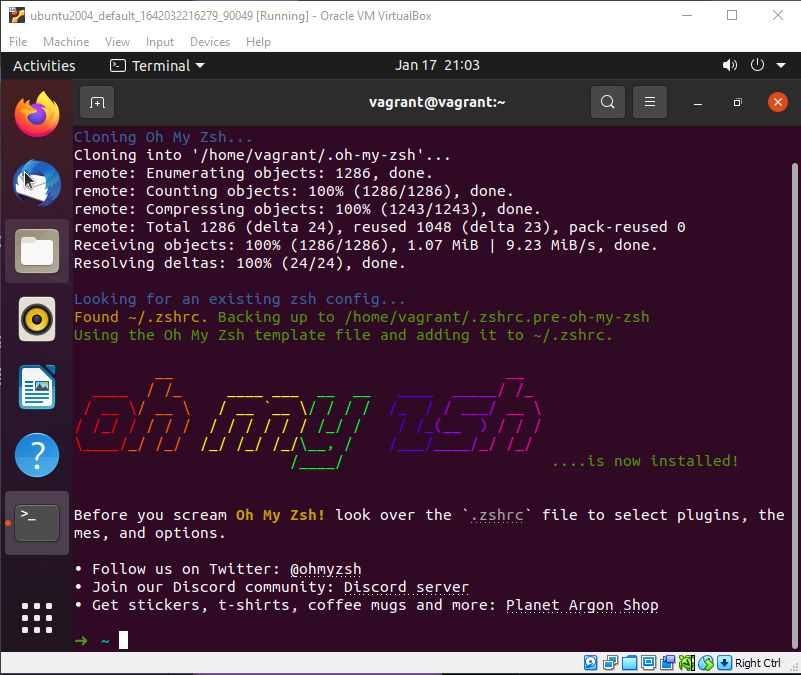 ubuntu2004_default_1642032216279_90049 [Running] - Oracle VM VirtualBox
File Machine View Input Devices Help
Activities Terminal Jan 17 21:03
vagrant@vagrant:~
Cloning Oh My Zsh...
Cloning into '/home/vagrant/.oh-my-zsh'...
remote: Enumerating objects: 1286, done.
remote: Counting objects: 100% (1286/1286), done.
remote: Compressing objects: 100% (1243/1243), done.
remote: Total 1286 (delta 24), reused 1048 (delta 23), pack-reused 0
Receiving objects: 100% (1286/1286), 1.07 MiB | 9.23 MiB/s, done.
Resolving deltas: 100% (24/24), done.
Looking for an existing zsh config...
Found ~/.zshrc. Backing up to /home/vagrant/.zshrc.pre-oh-my-zsh
Using the Oh My Zsh template file and adding it to ~/.zshrc.
oh my zsh
....is now installed!
Before you scream Oh My Zsh! look over the `.zshrc` file to select plugins, the
mes, and options.
• Follow us on Twitter: @ohmyzsh
• Join our Discord community: Discord server
• Get stickers, t-shirts, coffee mugs and more: Planet Argon Shop
➜ ~
Right Ctrl